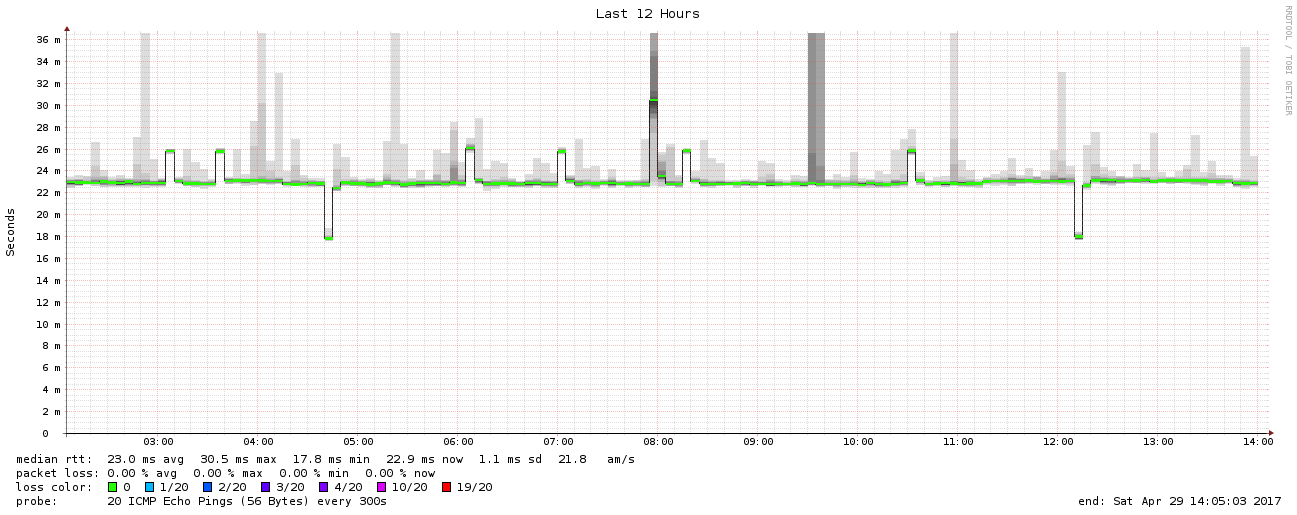 Last 12 Hours
RRDTOOL / TOBI OETIKER
Seconds
36 m
34 m
32 m
30 m
28 m
26 m
24 m
22 m
20 m
18 m
16 m
14 m
12 m
10 m
8 m
6 m
4 m
2 m
0
03:00 04:00 05:00 06:00 07:00 08:00 09:00 10:00 11:00 12:00 13:00 14:00
median rtt: 23.0 ms avg 30.5 ms max 17.8 ms min 22.9 ms now 1.1 ms sd 21.8 am/s
packet loss: 0.00 % avg 0.00 % max 0.00 % min 0.00 % now
loss color: 0 1/20 2/20 3/20 4/20 10/20 19/20
probe: 20 ICMP Echo Pings (56 Bytes) every 300s end: Sat Apr 29 14:05:03 2017